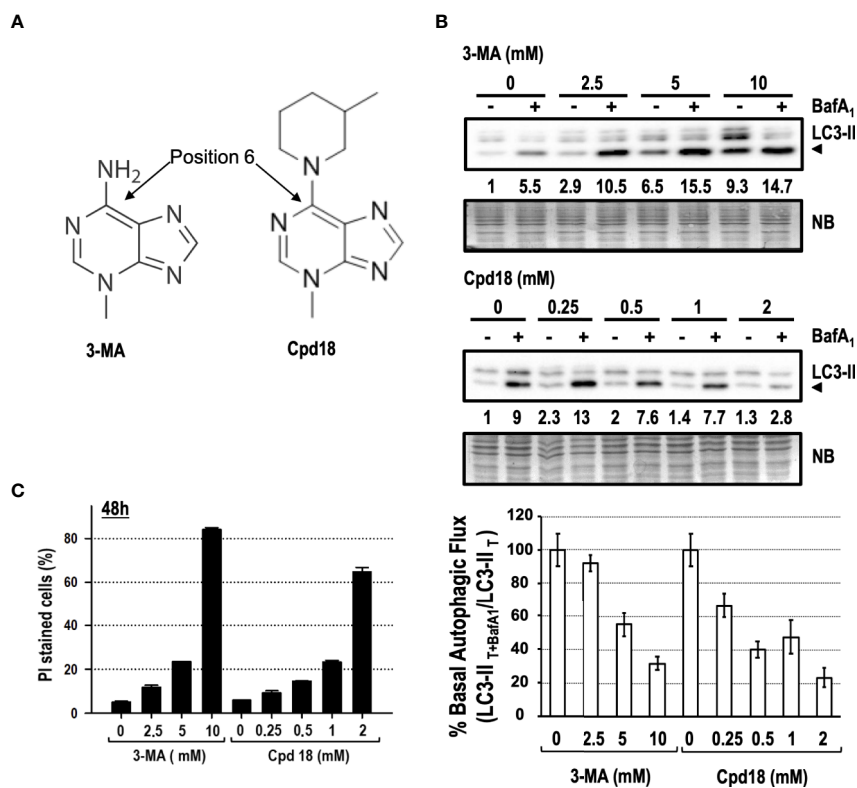 A
NH2
Position 6
N
N
N
N
3-MA
N
N
N
N
N
Cpd18
B
3-MA (mM)
0 2.5 5 10
- + - + - + - + BafA1
LC3-II
1 5.5 2.9 10.5 6.5 15.5 9.3 14.7
NB
Cpd18 (mM)
0 0.25 0.5 1 2
- + - + - + - + - + BafA1
LC3-II
1 9 2.3 13 2 7.6 1.4 7.7 1.3 2.8
NB
% Basal Autophagic Flux
(LC3-II T+BafA1/LC3-II T)
120
100
80
60
40
20
0
0 2.5 5 10 0 0.25 0.5 1 2
3-MA (mM) Cpd18 (mM)
C
48h
PI stained cells (%)
80
60
40
20
0
0 2.5 5 10 0 0.25 0.5 1 2
3-MA ( mM) Cpd 18 (mM)